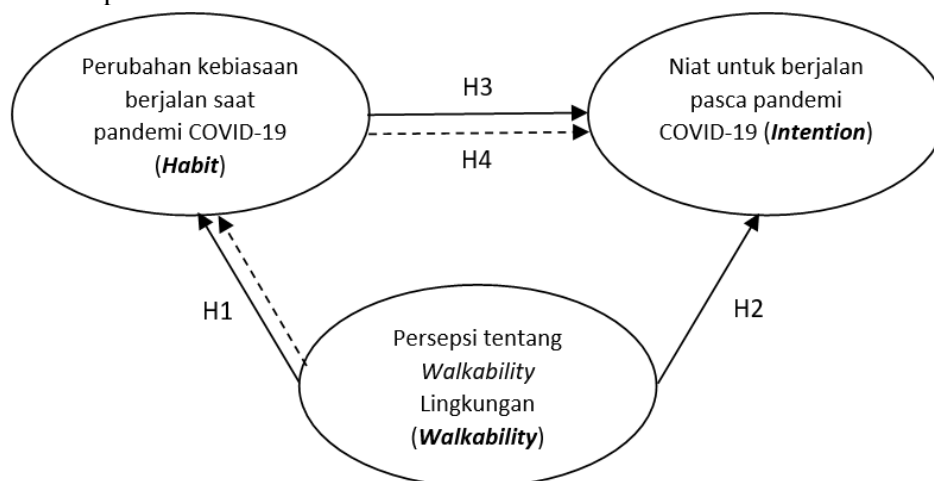 Perubahan kebiasaan
berjalan saat
pandemi COVID-19
(Habit)
H3
H4
Niat untuk berjalan
pasca pandemi
COVID-19 (Intention)
H1
H2
Persepsi tentang
Walkability
Lingkungan
(Walkability)